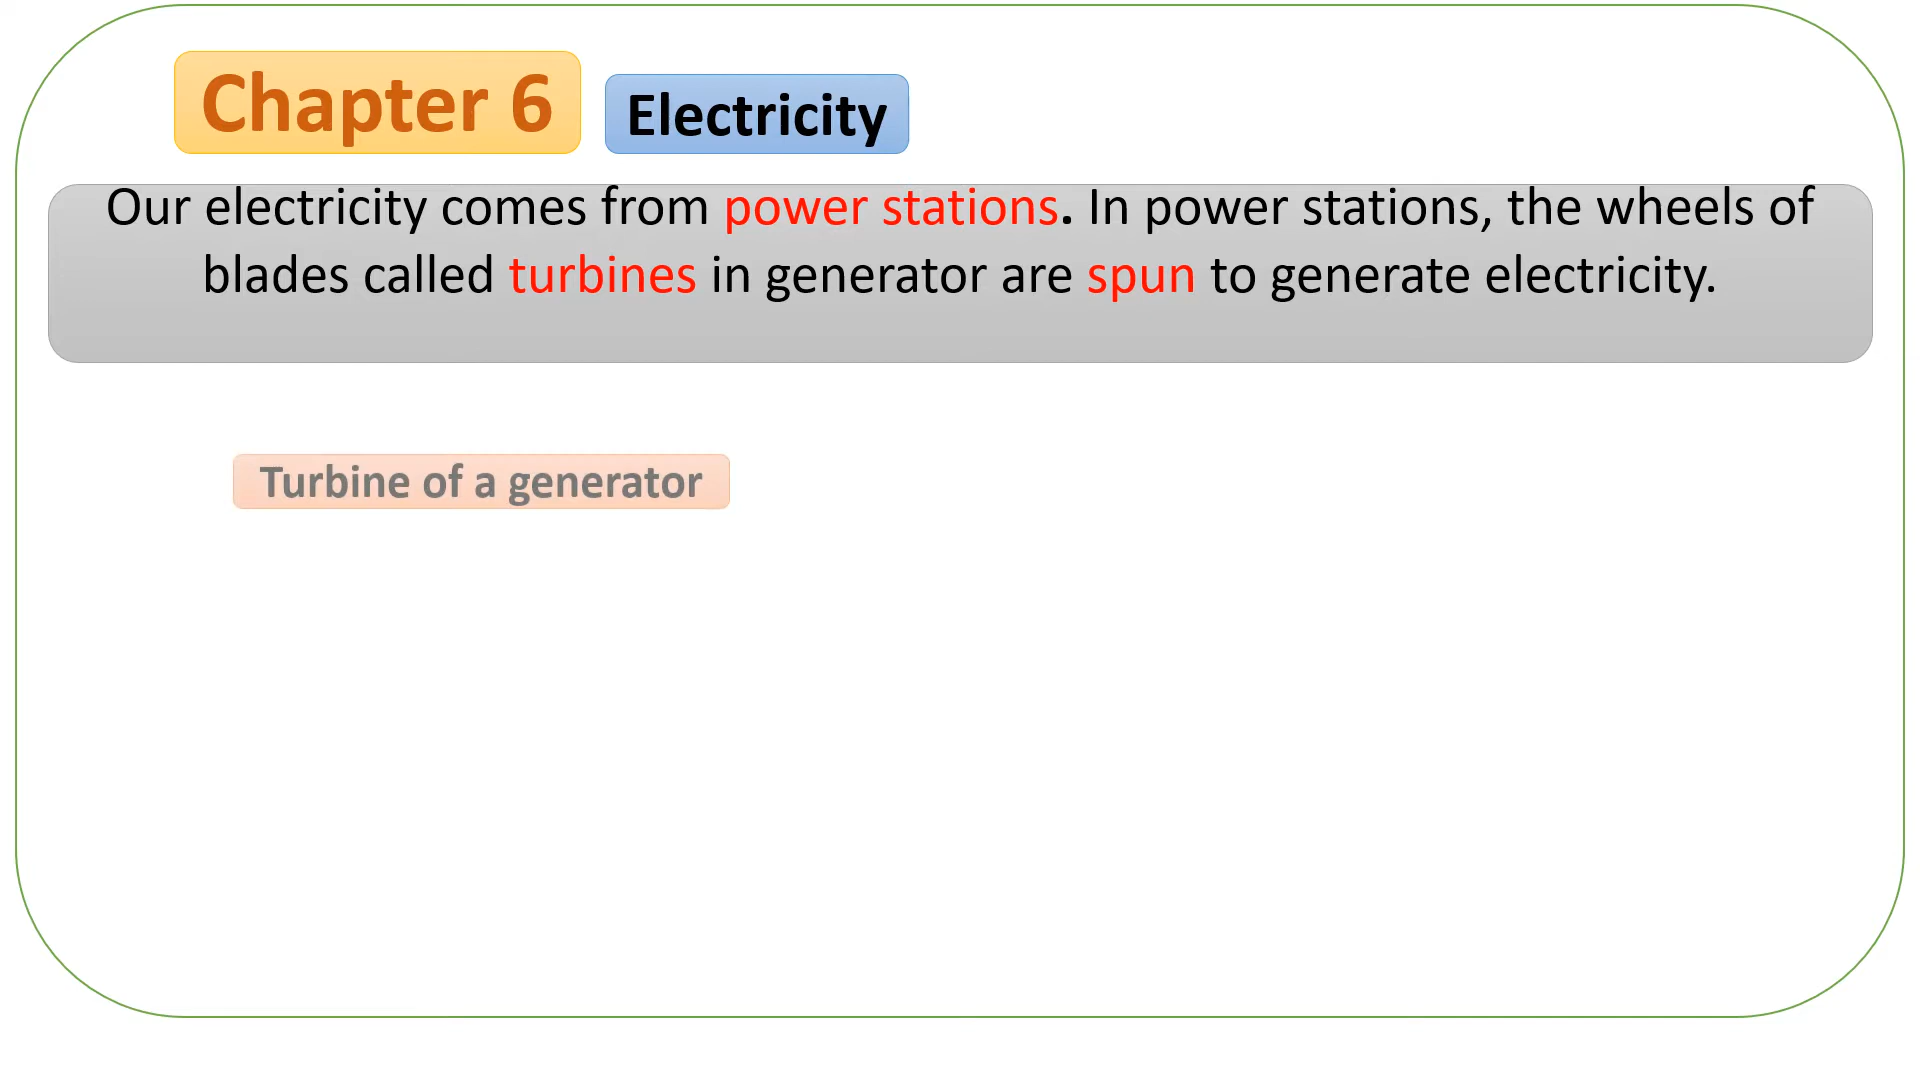 Chapter 6
Electricity
Our electricity comes from power stations. In power stations, the wheels of
blades called turbines in generator are spun to generate electricity.
Turbine of a generator